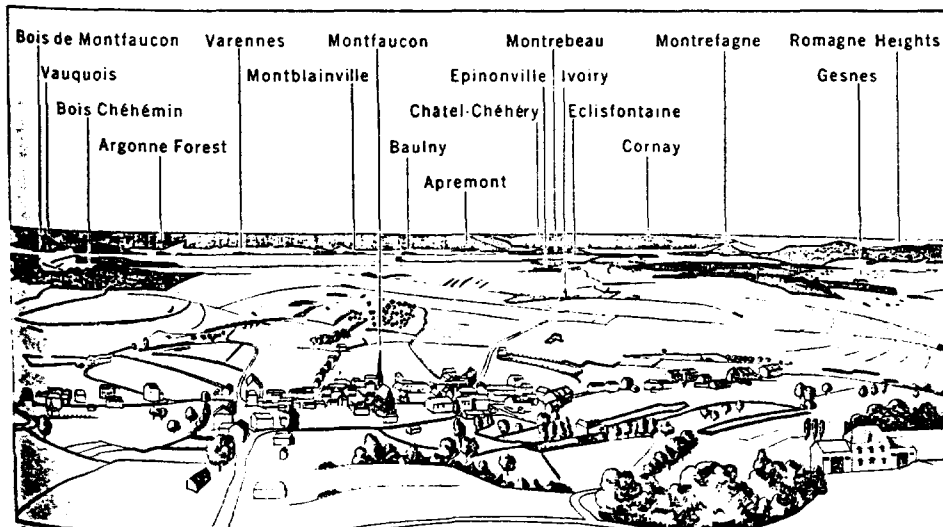 Bois de Montfaucon Varennes Montfaucon Montrebeau Montrefagne Romagne Heights
Vauquois Montblainville Epinonville Ivoiry Gesnes
Bois Chéhémin Châtel-Chéhéry Eclisfontaine
Argonne Forest Baulny Cornay
Apremont